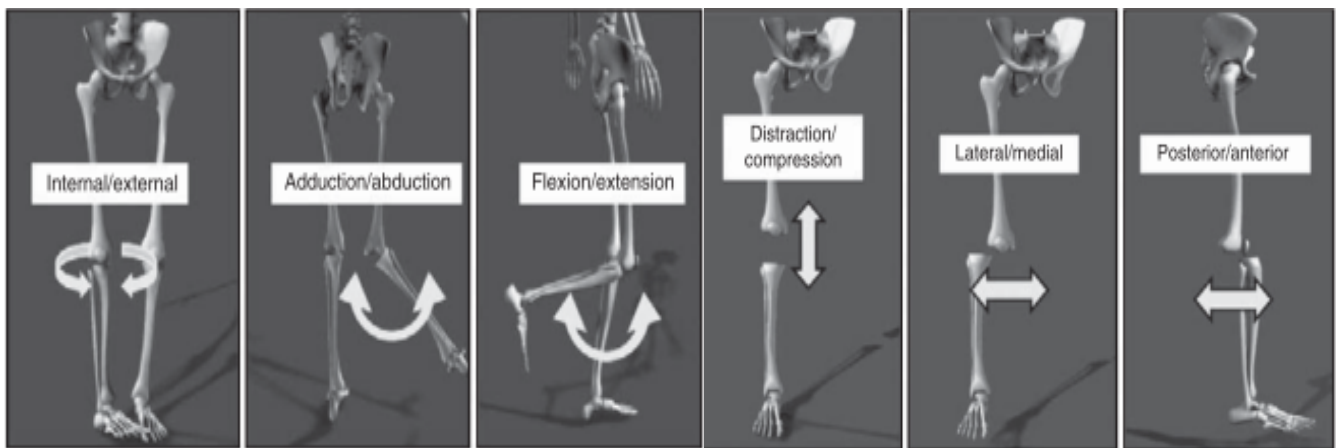 Internal/external
Adduction/abduction
Flexion/extension
Distraction/
compression
Lateral/medial
Posterior/anterior